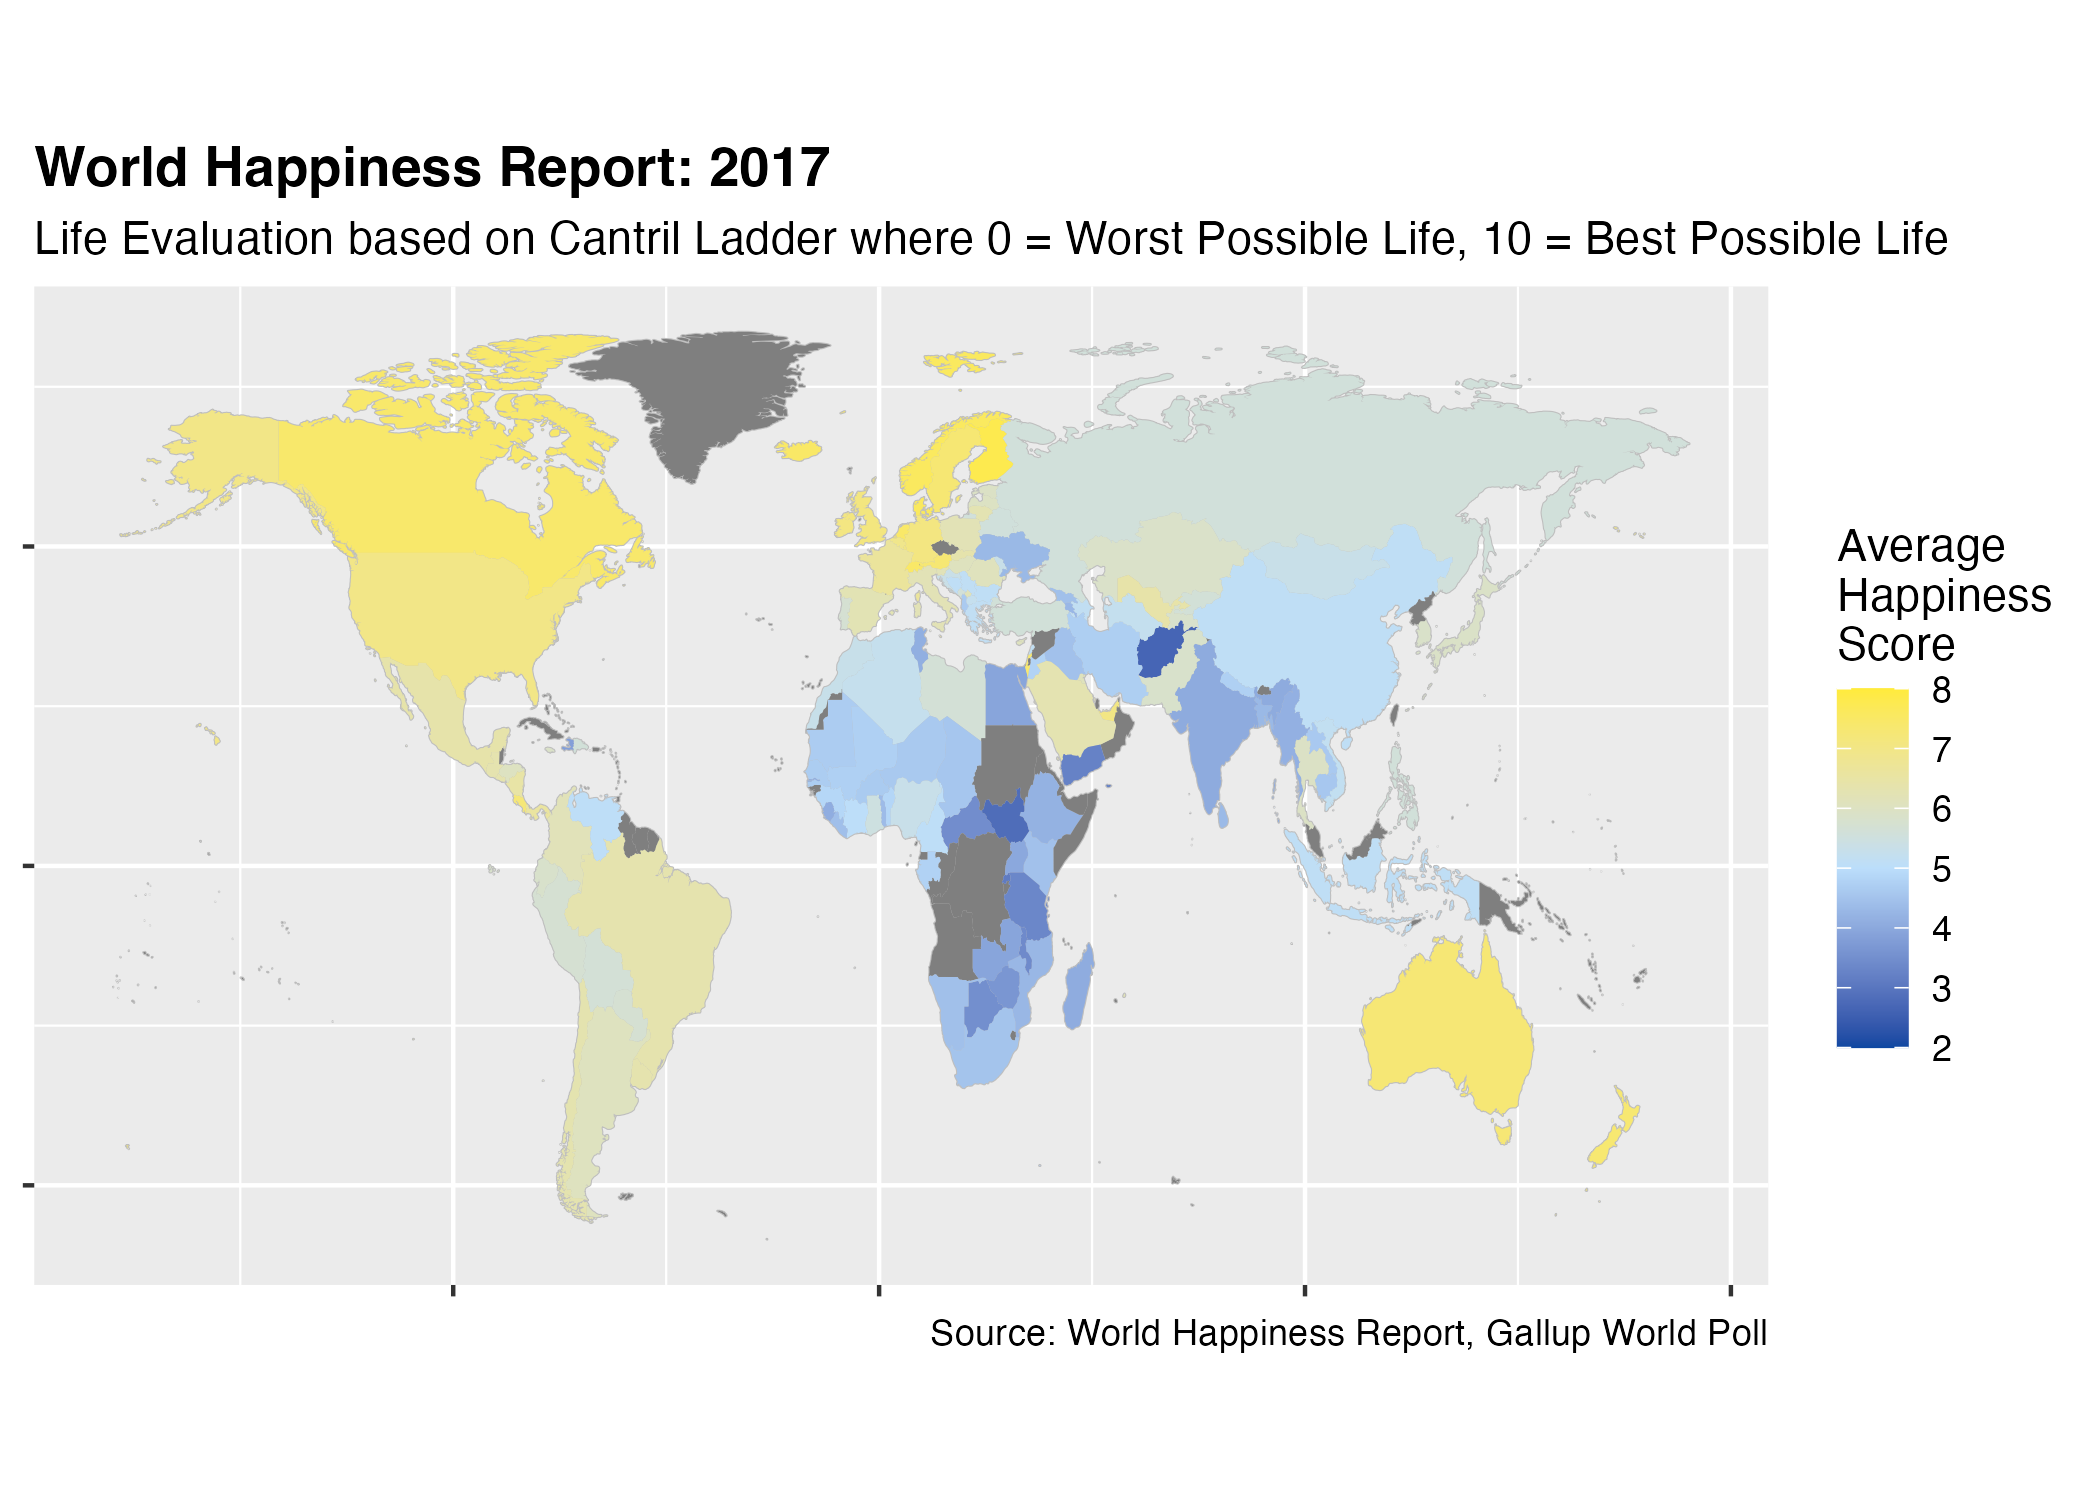 World Happiness Report: 2017
Life Evaluation based on Cantril Ladder where 0 = Worst Possible Life, 10 = Best Possible Life
Average
Happiness
Score
8
7
6
5
4
3
2
Source: World Happiness Report, Gallup World Poll